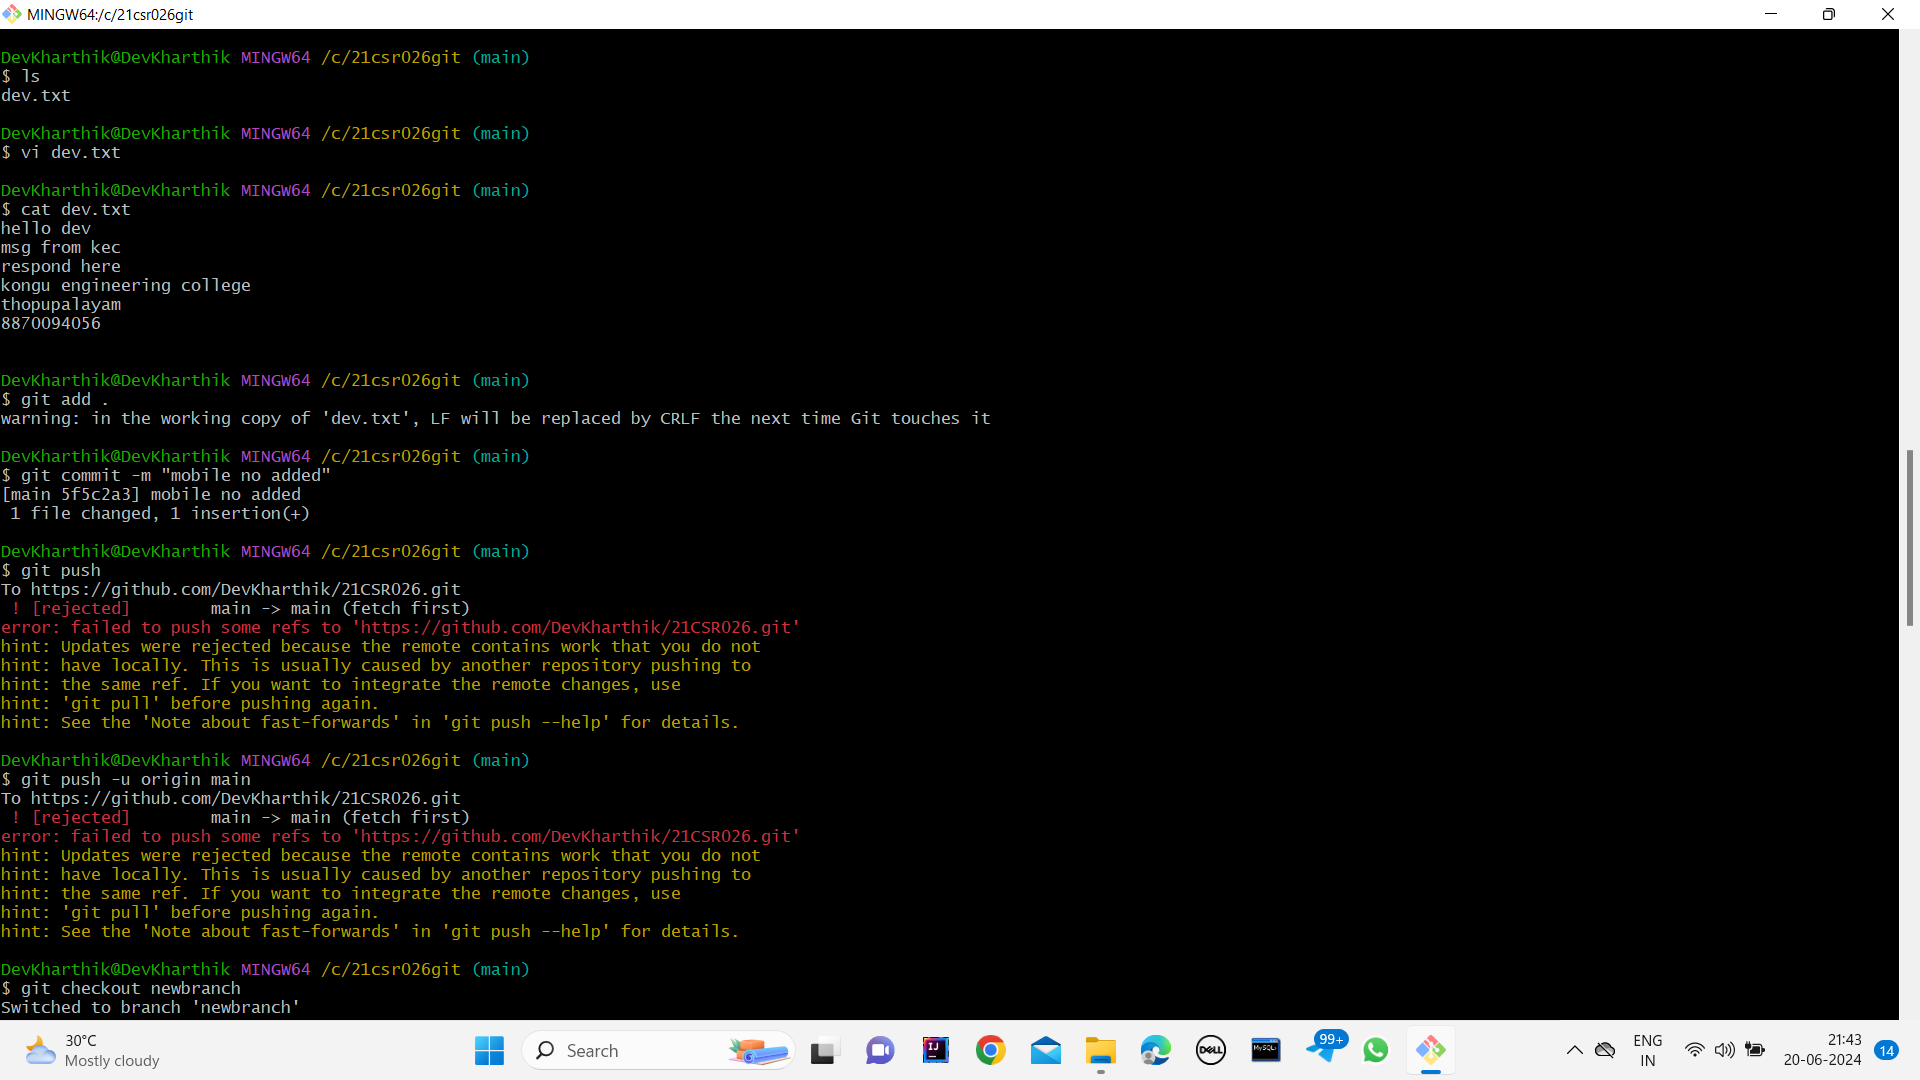 MINGW64:/c/21csr026git
DevKharthik@DevKharthik MINGW64 /c/21csr026git (main)
$ ls
dev.txt
DevKharthik@DevKharthik MINGW64 /c/21csr026git (main)
$ vi dev.txt
DevKharthik@DevKharthik MINGW64 /c/21csr026git (main)
$ cat dev.txt
hello dev
msg from kec
respond here
kongu engineering college
thopupalayam
8870094056
DevKharthik@DevKharthik MINGW64 /c/21csr026git (main)
$ git add .
warning: in the working copy of 'dev.txt', LF will be replaced by CRLF the next time Git touches it
DevKharthik@DevKharthik MINGW64 /c/21csr026git (main)
$ git commit -m "mobile no added"
[main 5f5c2a3] mobile no added
 1 file changed, 1 insertion(+)
DevKharthik@DevKharthik MINGW64 /c/21csr026git (main)
$ git push
To https://github.com/DevKharthik/21CSR026.git
 ! [rejected]        main -> main (fetch first)
error: failed to push some refs to 'https://github.com/DevKharthik/21CSR026.git'
hint: Updates were rejected because the remote contains work that you do not
hint: have locally. This is usually caused by another repository pushing to
hint: the same ref. If you want to integrate the remote changes, use
hint: 'git pull' before pushing again.
hint: See the 'Note about fast-forwards' in 'git push --help' for details.
DevKharthik@DevKharthik MINGW64 /c/21csr026git (main)
$ git push -u origin main
To https://github.com/DevKharthik/21CSR026.git
 ! [rejected]        main -> main (fetch first)
error: failed to push some refs to 'https://github.com/DevKharthik/21CSR026.git'
hint: Updates were rejected because the remote contains work that you do not
hint: have locally. This is usually caused by another repository pushing to
hint: the same ref. If you want to integrate the remote changes, use
hint: 'git pull' before pushing again.
hint: See the 'Note about fast-forwards' in 'git push --help' for details.
DevKharthik@DevKharthik MINGW64 /c/21csr026git (main)
$ git checkout newbranch
Switched to branch 'newbranch'
30°C
Mostly cloudy
Search
IJ
DELL
MySQL
99+
ENG
IN
21:43
20-06-2024
14